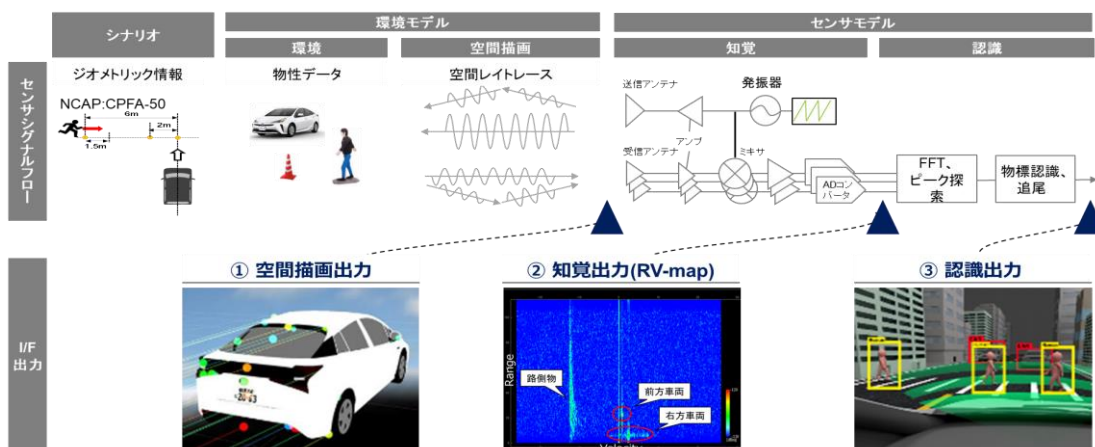 シナリオ
環境モデル
センサモデル
環境
空間描画
知覚
認識
センサシグナルフロー
ジオメトリック情報
NCAP:CPFA-50
6m
2m
1.5m
物性データ
空間レイトレース
送信アンテナ
発振器
アンプ
受信アンテナ
ミキサ
ADコン
バータ
FFT、
ピーク探
索
物標認識、
追尾
I/F
出力
① 空間描画出力
② 知覚出力(RV-map)
③ 認識出力
Range
路側物
前方車両
右方車両
Velocity